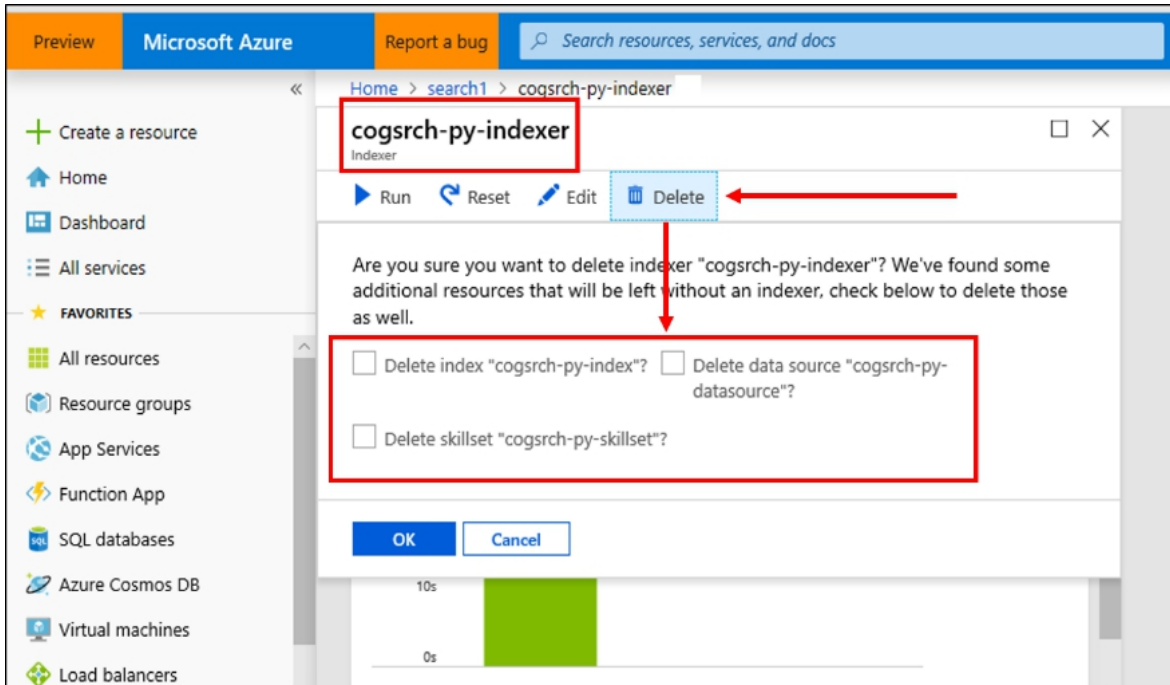 Preview
Microsoft Azure
Report a bug
Search resources, services, and docs
«
Home > search1 > cogsrch-py-indexer
Create a resource
Home
Dashboard
All services
FAVORITES
All resources
Resource groups
App Services
Function App
SQL databases
Azure Cosmos DB
Virtual machines
Load balancers
cogsrch-py-indexer
Indexer
Run
Reset
Edit
Delete
Are you sure you want to delete indexer "cogsrch-py-indexer"? We've found some
additional resources that will be left without an indexer, check below to delete those
as well.
Delete index "cogsrch-py-index"?
Delete data source "cogsrch-py-
datasource"?
Delete skillset "cogsrch-py-skillset"?
OK
Cancel
10s
0s